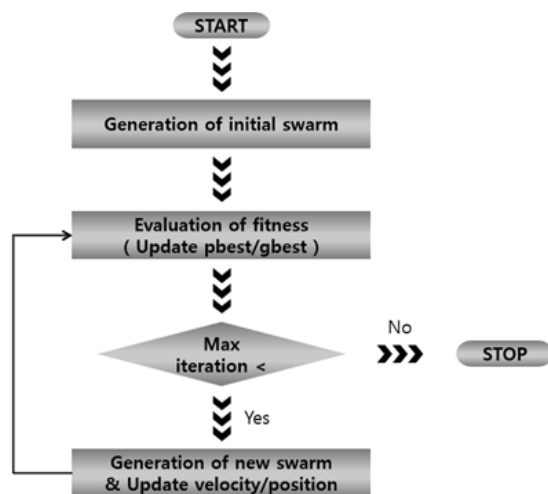 START
Generation of initial swarm
Evaluation of fitness
( Update pbest/gbest )
Max
iteration <
No
STOP
Yes
Generation of new swarm
& Update velocity/position